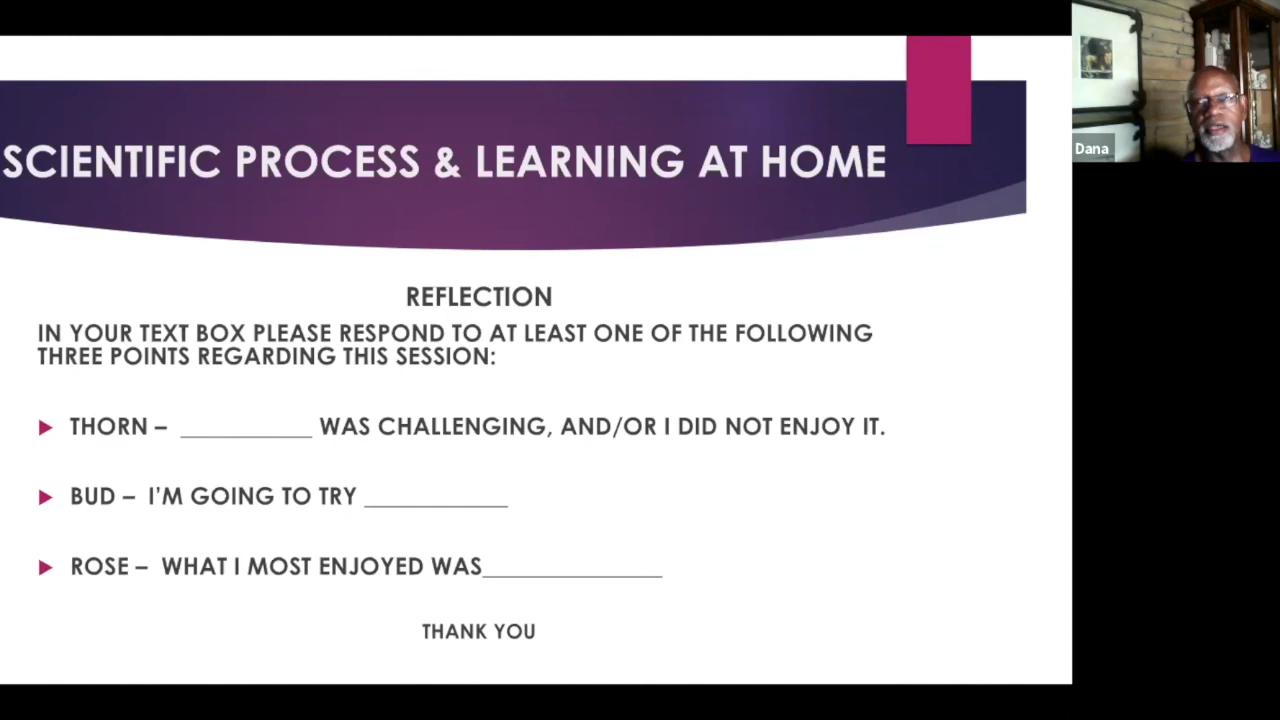 SCIENTIFIC PROCESS & LEARNING AT HOME
Dana
REFLECTION
IN YOUR TEXT BOX PLEASE RESPOND TO AT LEAST ONE OF THE FOLLOWING
THREE POINTS REGARDING THIS SESSION:
THORN – ___________ WAS CHALLENGING, AND/OR I DID NOT ENJOY IT.
BUD – I'M GOING TO TRY ____________
ROSE – WHAT I MOST ENJOYED WAS_______________
THANK YOU